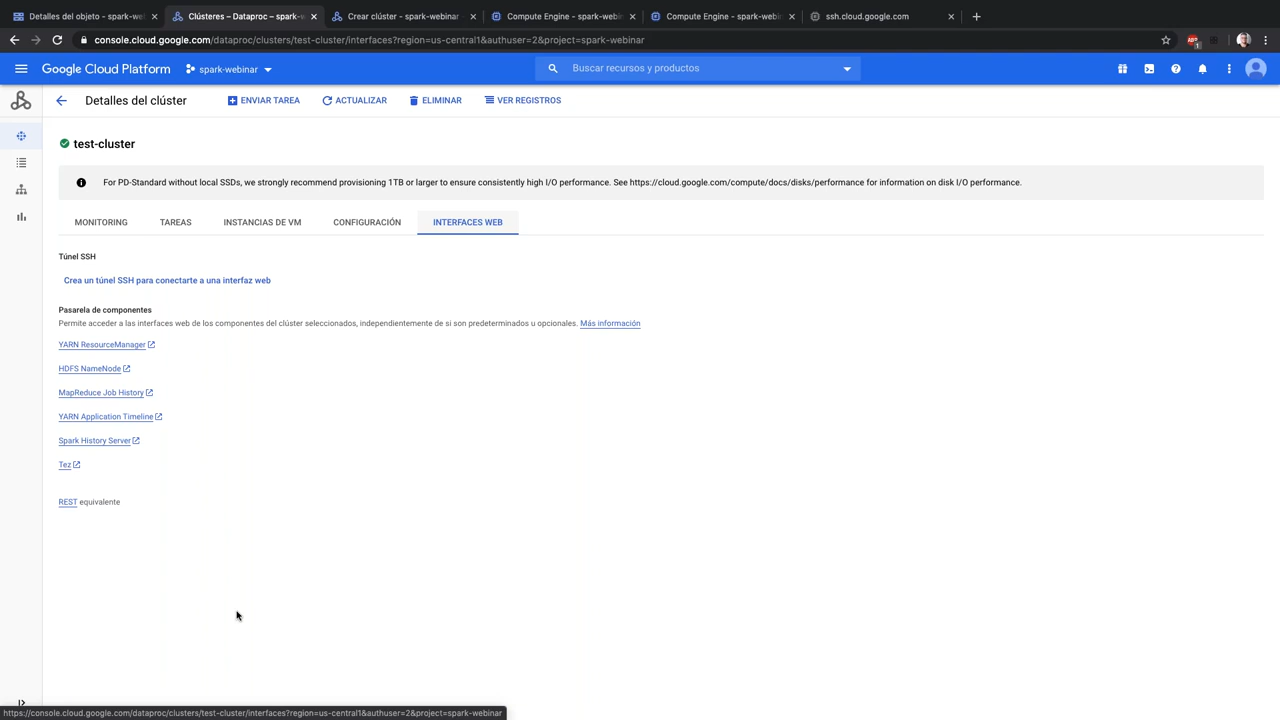 Detalles del objeto - spark-we
Clústeres – Dataproc – spark-
Crear clúster - spark-webinar
Compute Engine - spark-webin
Compute Engine - spark-webin
ssh.cloud.google.com
console.cloud.google.com/dataproc/clusters/test-cluster/interfaces?region=us-central1&authuser=2&project=spark-webinar
ABP
1
Google Cloud Platform
spark-webinar
Buscar recursos y productos
Detalles del clúster
ENVIAR TAREA
ACTUALIZAR
ELIMINAR
VER REGISTROS
test-cluster
For PD-Standard without local SSDs, we strongly recommend provisioning 1TB or larger to ensure consistently high I/O performance. See https://cloud.google.com/compute/docs/disks/performance for information on disk I/O performance.
MONITORING
TAREAS
INSTANCIAS DE VM
CONFIGURACIÓN
INTERFACES WEB
Túnel SSH
Crea un túnel SSH para conectarte a una interfaz web
Pasarela de componentes
Permite acceder a las interfaces web de los componentes del clúster seleccionados, independientemente de si son predeterminados u opcionales. Más información
YARN ResourceManager
HDFS NameNode
MapReduce Job History
YARN Application Timeline
Spark History Server
Tez
REST equivalente
https://console.cloud.google.com/dataproc/clusters/test-cluster/interfaces?region=us-central1&authuser=2&project=spark-webinar